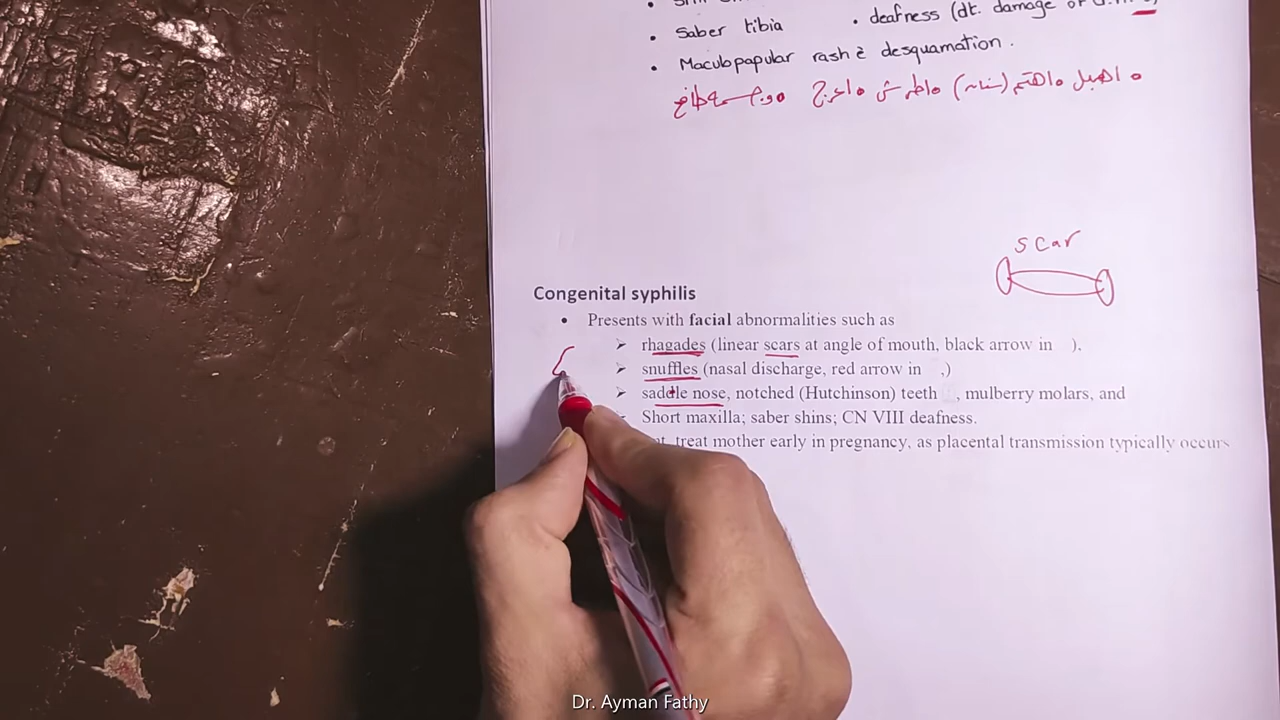 • Saber tibia • deafness (dt. damage of
• Maculopapular rash è desquamation.
scar
Congenital syphilis
• Presents with facial abnormalities such as
➢ rhagades (linear scars at angle of mouth, black arrow in ),
➢ snuffles (nasal discharge, red arrow in ,)
➢ saddle nose, notched (Hutchinson) teeth , mulberry molars, and
Short maxilla; saber shins; CN VIII deafness.
treat mother early in pregnancy, as placental transmission typically occurs
Dr. Ayman Fathy